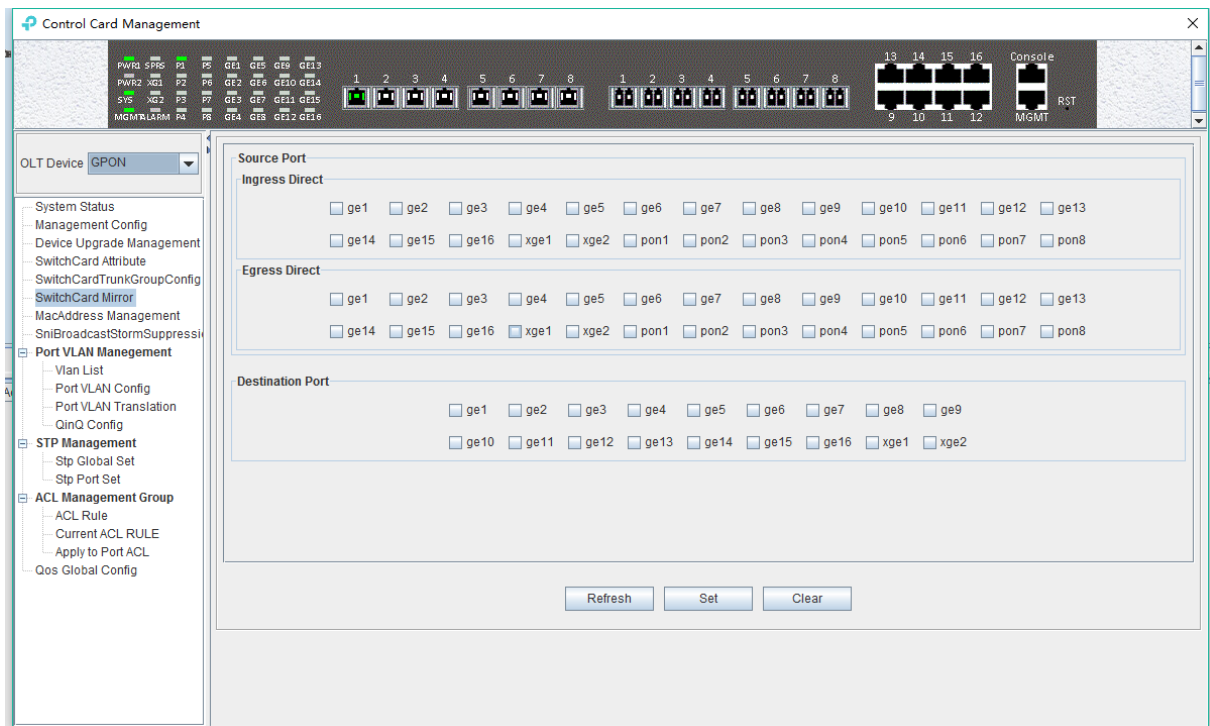 Control Card Management
PWR1 SPRS P1 P5 GE1 GE5 GE9 GE13
PWR2 XG1 P2 P6 GE2 GE6 GE10 GE14
SYS XG2 P3 P7 GE3 GE7 GE11 GE15
MGMT ALARM P4 P8 GE4 GE8 GE12 GE16
1 2 3 4 5 6 7 8 1 2 3 4 5 6 7 8
13 14 15 16 Console
RST
9 10 11 12 MGMT
OLT Device GPON
System Status
Management Config
Device Upgrade Management
SwitchCard Attribute
SwitchCardTrunkGroupConfig
SwitchCard Mirror
MacAddress Management
SniBroadcastStormSuppressi
Port VLAN Manegement
Vlan List
Port VLAN Config
Port VLAN Translation
QinQ Config
STP Management
Stp Global Set
Stp Port Set
ACL Management Group
ACL Rule
Current ACL RULE
Apply to Port ACL
Qos Global Config
Source Port
Ingress Direct
ge1 ge2 ge3 ge4 ge5 ge6 ge7 ge8 ge9 ge10 ge11 ge12 ge13
ge14 ge15 ge16 xge1 xge2 pon1 pon2 pon3 pon4 pon5 pon6 pon7 pon8
Egress Direct
ge1 ge2 ge3 ge4 ge5 ge6 ge7 ge8 ge9 ge10 ge11 ge12 ge13
ge14 ge15 ge16 xge1 xge2 pon1 pon2 pon3 pon4 pon5 pon6 pon7 pon8
Destination Port
ge1 ge2 ge3 ge4 ge5 ge6 ge7 ge8 ge9
ge10 ge11 ge12 ge13 ge14 ge15 ge16 xge1 xge2
Refresh Set Clear